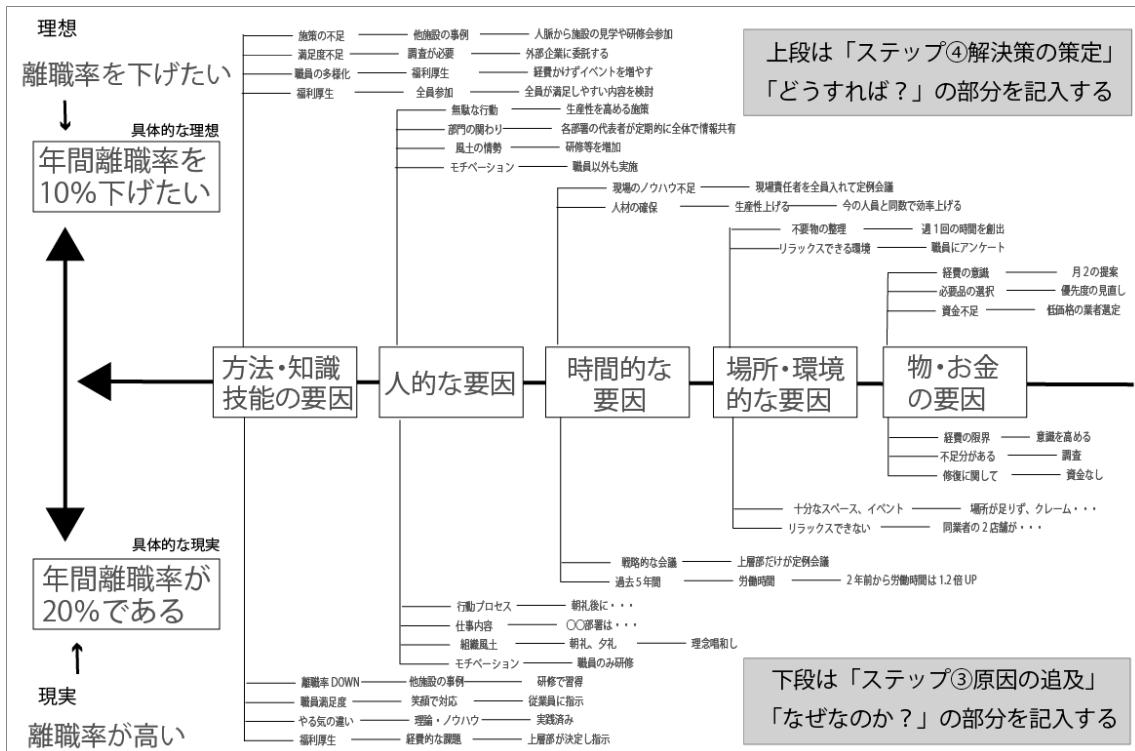 理想
離職率を下げたい
具体的な理想
年間離職率を
10%下げたい
施策の不足 他施設の事例 人脈から施設の見学や研修会参加
満足度不足 調査が必要 外部企業に委託する
職員の多様化 福利厚生 経費かけずイベントを増やす
福利厚生 全員参加 全員が満足しやすい内容を検討
無駄な行動 生産性を高める施策
部門の関わり 各部署の代表者が定期的に全体で情報共有
風土の情勢 研修等を増加
モチベーション 職員以外も実施
現場のノウハウ不足 現場責任者を全員入れて定例会議
人材の確保 生産性上げる 今の人員と同数で効率上げる
不要物の整理 週1回の時間を創出
リラックスできる環境 職員にアンケート
経費の意識 月2の提案
必要品の選択 優先度の見直し
資金不足 低価格の業者選定
上段は「ステップ④解決策の策定」
「どうすれば？」の部分を記入する
方法・知識
技能の要因
人的な要因
時間的な
要因
場所・環境
的な要因
物・お金
の要因
経費の限界 意識を高める
不足分がある 調査
修復に関して 資金なし
十分なスペース、イベント 場所が足りず、クレーム・・・
リラックスできない 同業者の2店舗が・・・
戦略的な会議 上層部だけが定例会議
過去5年間 労働時間 2年前から労働時間は1.2倍UP
行動プロセス 朝礼後に・・・
仕事内容 〇〇部署は・・・
組織風土 朝礼、夕礼 理念唱和し
モチベーション 職員のみ研修
離職率DOWN 他施設の事例 研修で習得
職員満足度 笑顔で対応 従業員に指示
やる気の違い 理論・ノウハウ 実践済み
福利厚生 経費的な課題 上層部が決定し指示
具体的な現実
年間離職率が
20%である
現実
離職率が高い
下段は「ステップ③原因の追及」
「なぜなのか？」の部分を記入する